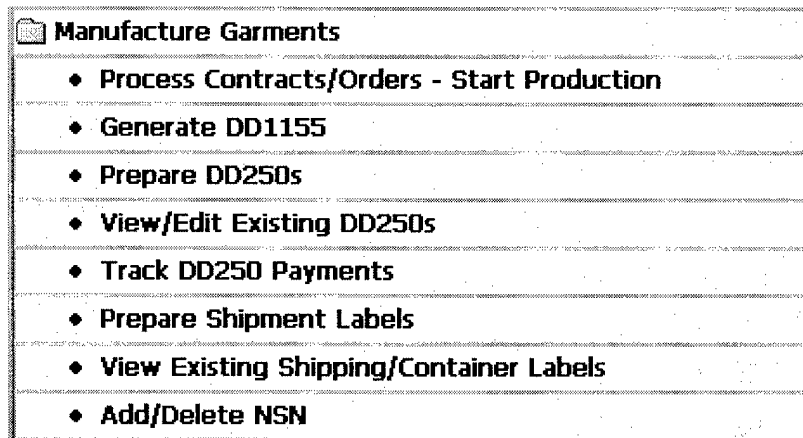 Manufacture Garments
Process Contracts/Orders - Start Production
Generate DD1155
Prepare DD250s
View/Edit Existing DD250s
Track DD250 Payments
Prepare Shipment Labels
View Existing Shipping/Container Labels
Add/Delete NSN